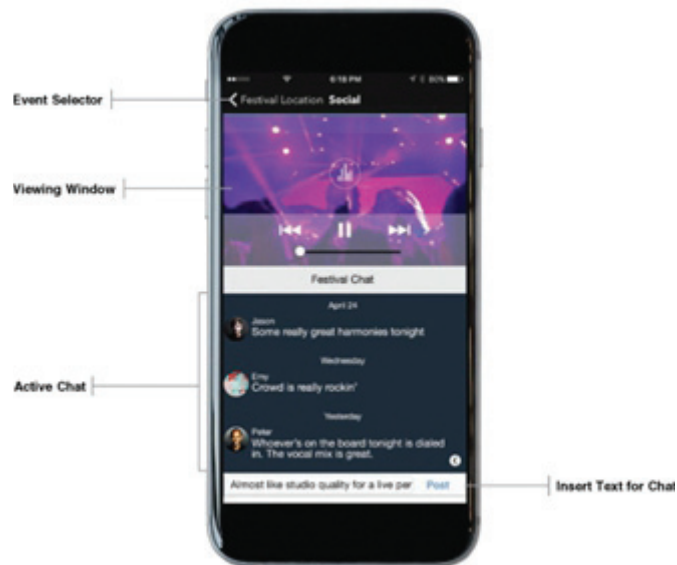 6:18 PM
80%
Event Selector
Festival Location Social
Viewing Window
Festival Chat
April 24
Jason
Some really great harmonies tonight
Wednesday
Active Chat
Emy
Crowd is really rockin'
Yesterday
Peter
Whoever's on the board tonight is dialed
in. The vocal mix is great.
Almost like studio quality for a live per Post
Insert Text for Chat